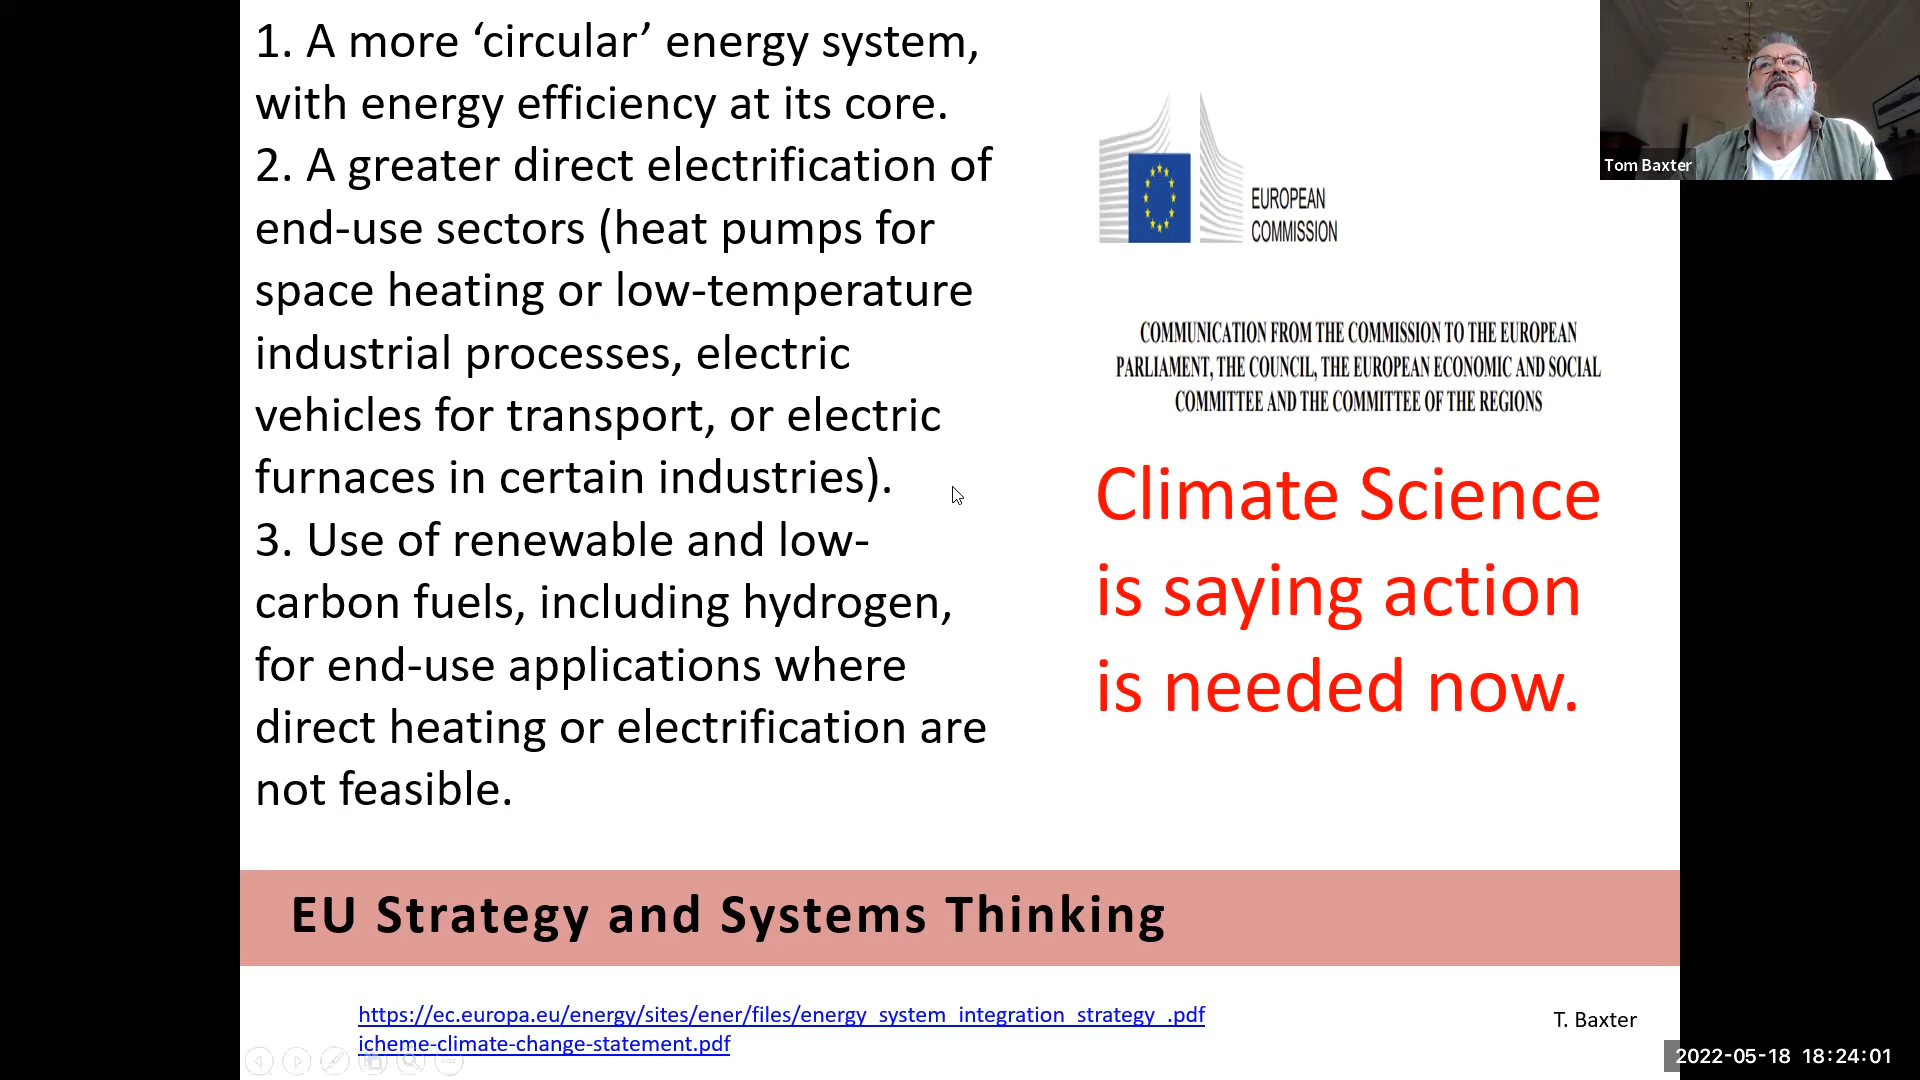 1. A more ‘circular’ energy system,
with energy efficiency at its core.
2. A greater direct electrification of
end-use sectors (heat pumps for
space heating or low-temperature
industrial processes, electric
vehicles for transport, or electric
furnaces in certain industries).
3. Use of renewable and low-
carbon fuels, including hydrogen,
for end-use applications where
direct heating or electrification are
not feasible.
EUROPEAN
COMMISSION
COMMUNICATION FROM THE COMMISSION TO THE EUROPEAN
PARLIAMENT, THE COUNCIL, THE EUROPEAN ECONOMIC AND SOCIAL
COMMITTEE AND THE COMMITTEE OF THE REGIONS
Climate Science
is saying action
is needed now.
Tom Baxter
EU Strategy and Systems Thinking
https://ec.europa.eu/energy/sites/ener/files/energy_system_integration_strategy_.pdf
icheme-climate-change-statement.pdf
T. Baxter
2022-05-18 18:24:01